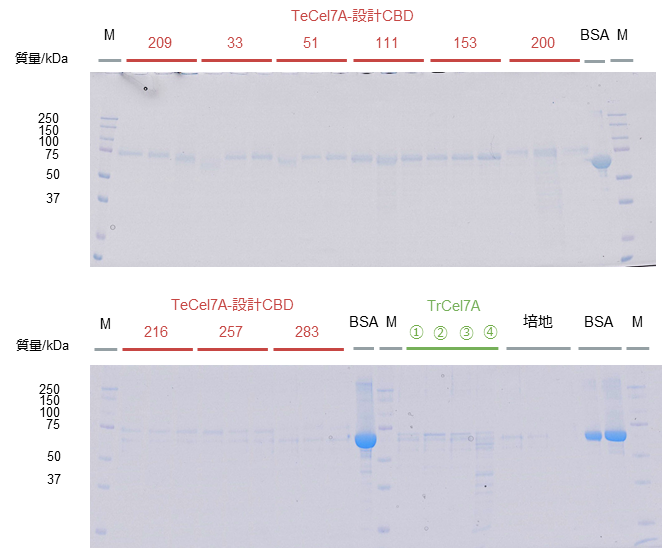 TeCel7A-設計CBD
M 209 33 51 111 153 200 BSA M
質量/kDa
250
150
100
75
50
37
TeCel7A-設計CBD TrCel7A
M 216 257 283 BSA M ① ② ③ ④ 培地 BSA M
質量/kDa
250
150
100
75
50
37